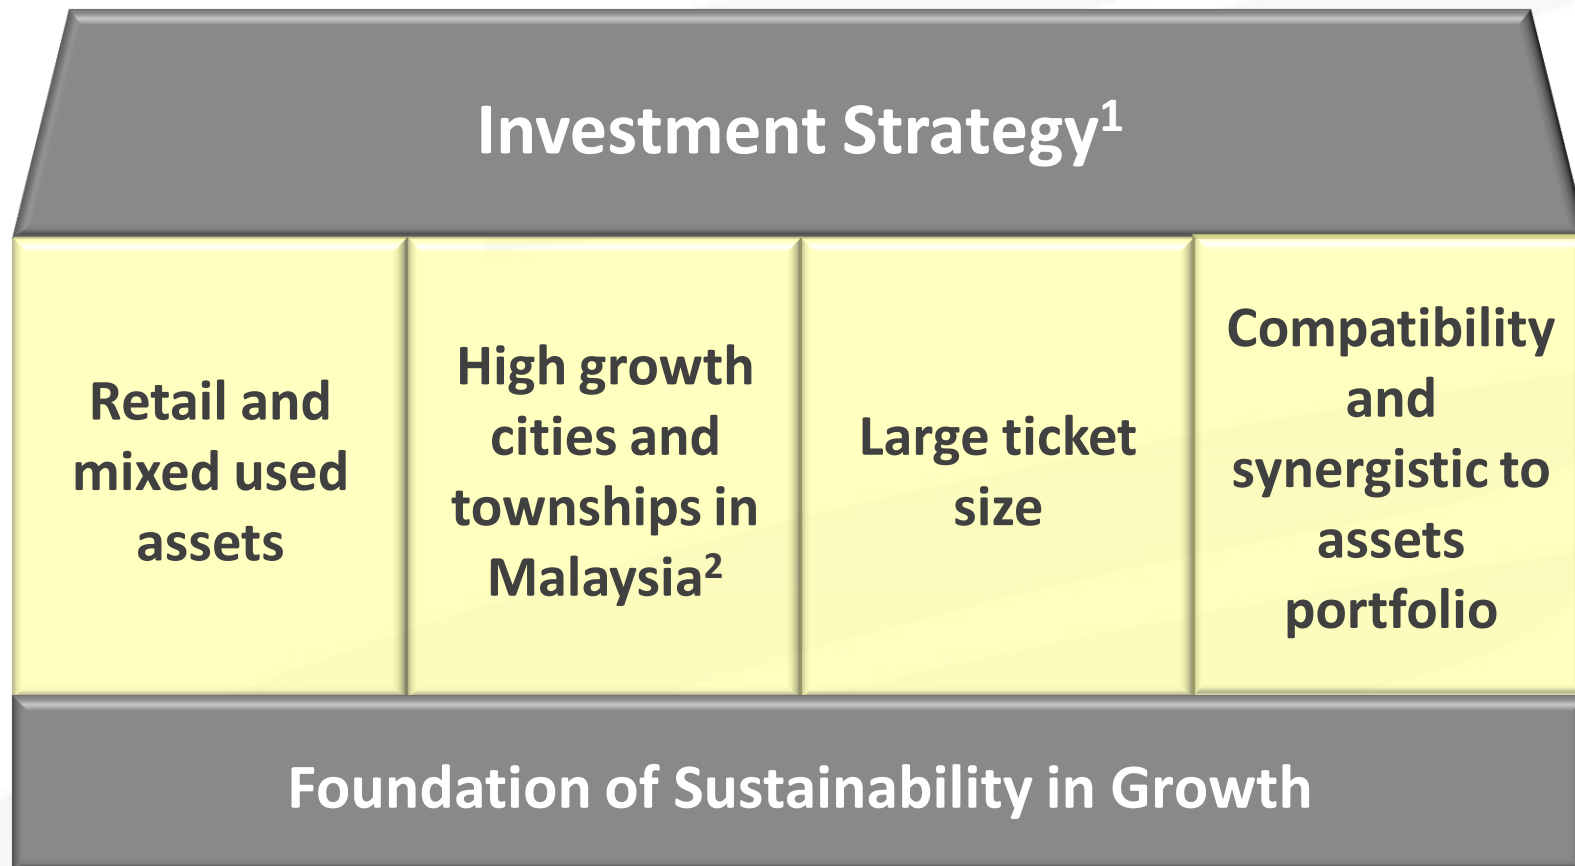 Investment Strategy¹
Retail and
mixed used
assets
High growth
cities and
townships in
Malaysia²
Large ticket
size
Compatibility
and
synergistic to
assets
portfolio
Foundation of Sustainability in Growth